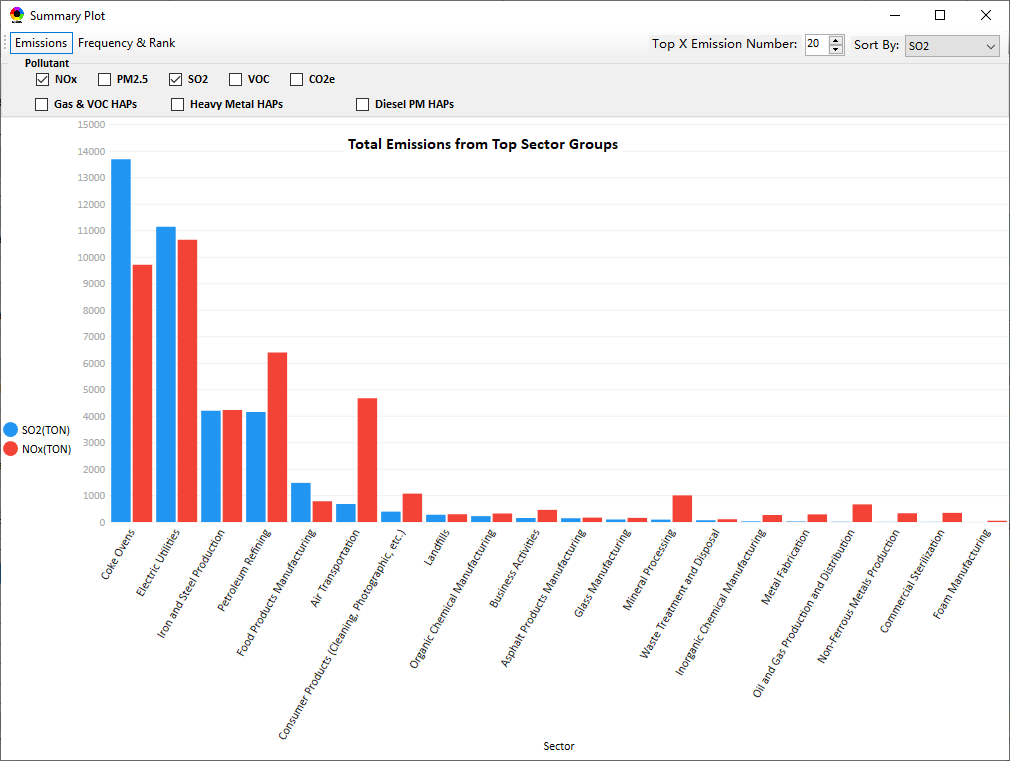 Summary Plot
Emissions Frequency & Rank Top X Emission Number: 20 Sort By: SO2
Pollutant
NOx PM2.5 SO2 VOC CO2e
Gas & VOC HAPs Heavy Metal HAPs Diesel PM HAPs
Total Emissions from Top Sector Groups
15000
14000
13000
12000
11000
10000
9000
8000
7000
6000
5000
4000
3000
2000
1000
0
SO2(TON)
NOx(TON)
Coke Ovens
Electric Utilities
Iron and Steel Production
Petroleum Refining
Food Products Manufacturing
Air Transportation
Consumer Products (Cleaning, Photographic, etc.)
Landfills
Organic Chemical Manufacturing
Business Activities
Asphalt Products Manufacturing
Glass Manufacturing
Mineral Processing
Waste Treatment and Disposal
Inorganic Chemical Manufacturing
Metal Fabrication
Oil and Gas Production and Distribution
Non-Ferrous Metals Production
Commercial Sterilization
Foam Manufacturing
Sector